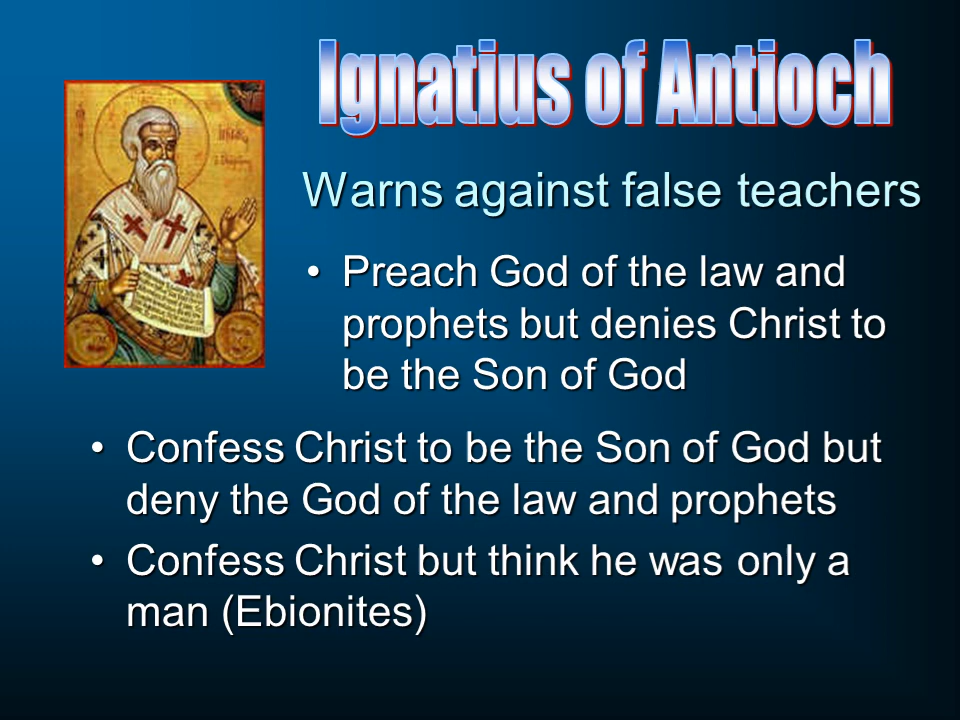 Ignatius of Antioch
Warns against false teachers
• Preach God of the law and
prophets but denies Christ to
be the Son of God
• Confess Christ to be the Son of God but
deny the God of the law and prophets
• Confess Christ but think he was only a
man (Ebionites)